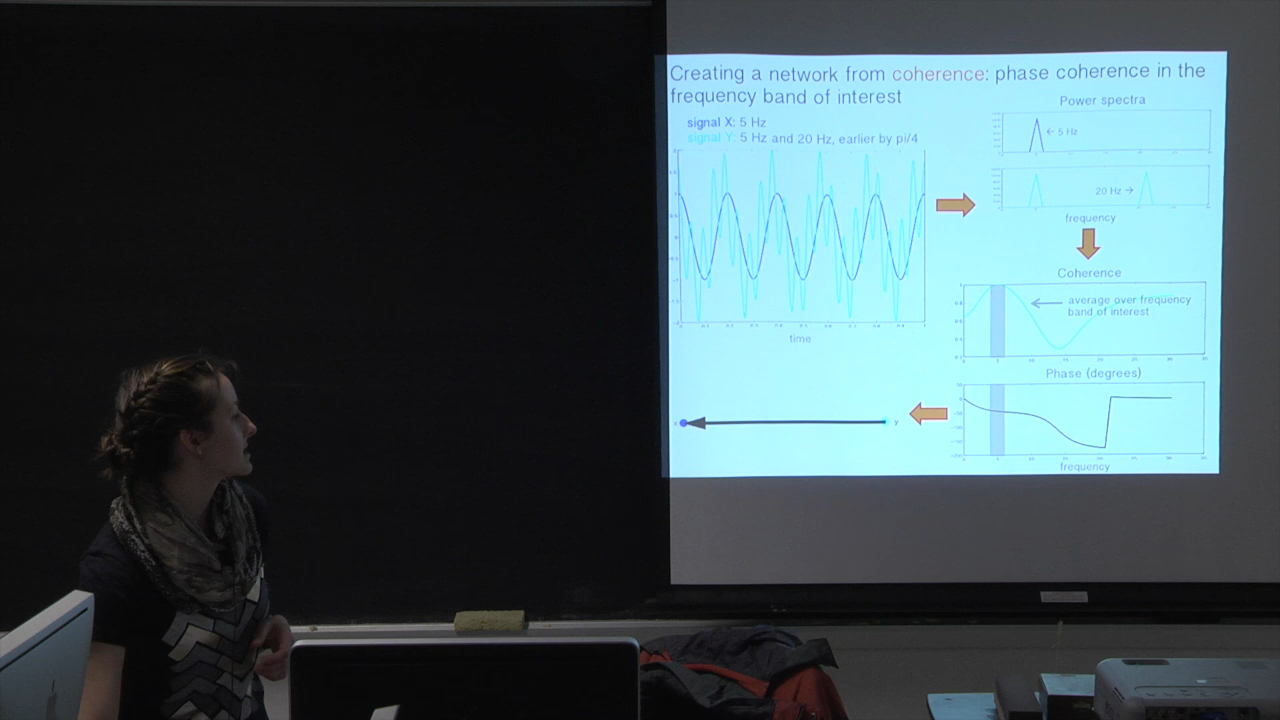 Creating a network from coherence: phase coherence in the
frequency band of interest
signal X: 5 Hz
signal Y: 5 Hz and 20 Hz, earlier by pi/4
time
Power spectra
← 5 Hz
20 Hz →
frequency
Coherence
average over frequency
band of interest
Phase (degrees)
frequency
y